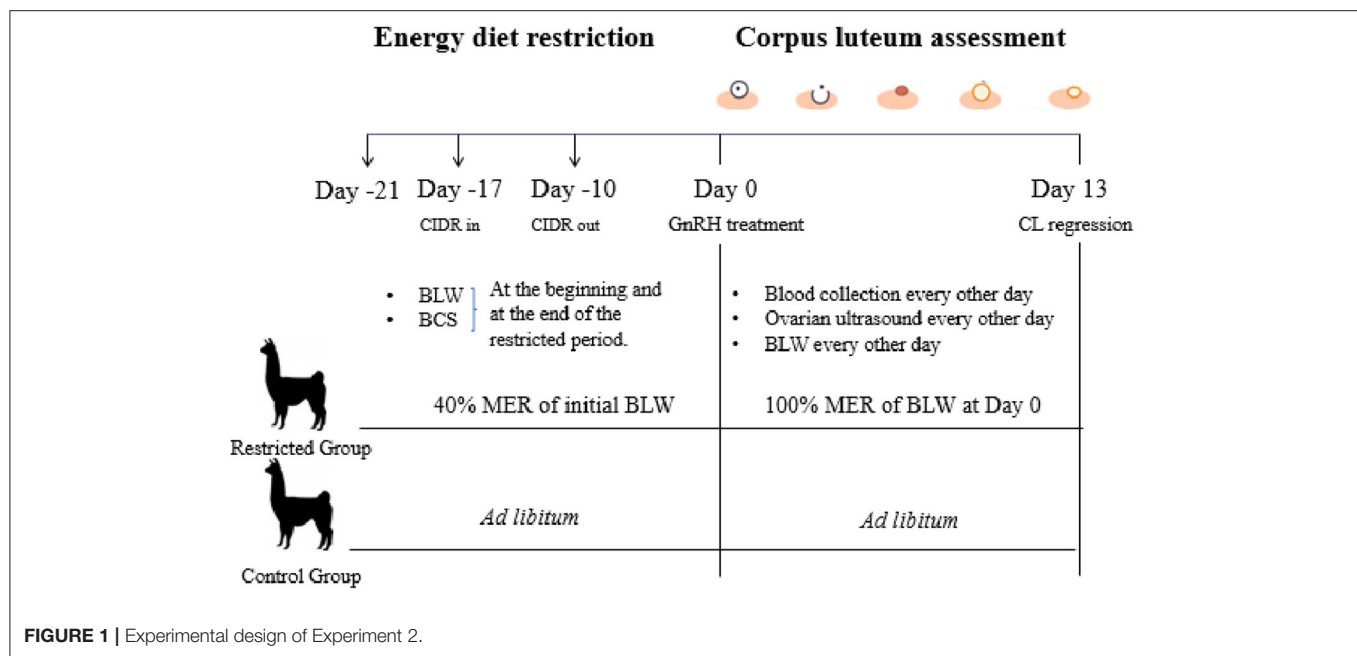 Energy diet restriction
Corpus luteum assessment
Day -21
Day -17
Day -10
Day 0
Day 13
CIDR in
CIDR out
GnRH treatment
CL regression
• BLW
• BCS
At the beginning and
at the end of the
restricted period.
• Blood collection every other day
• Ovarian ultrasound every other day
• BLW every other day
40% MER of initial BLW
100% MER of BLW at Day 0
Restricted Group
Ad libitum
Ad libitum
Control Group
FIGURE 1 | Experimental design of Experiment 2.